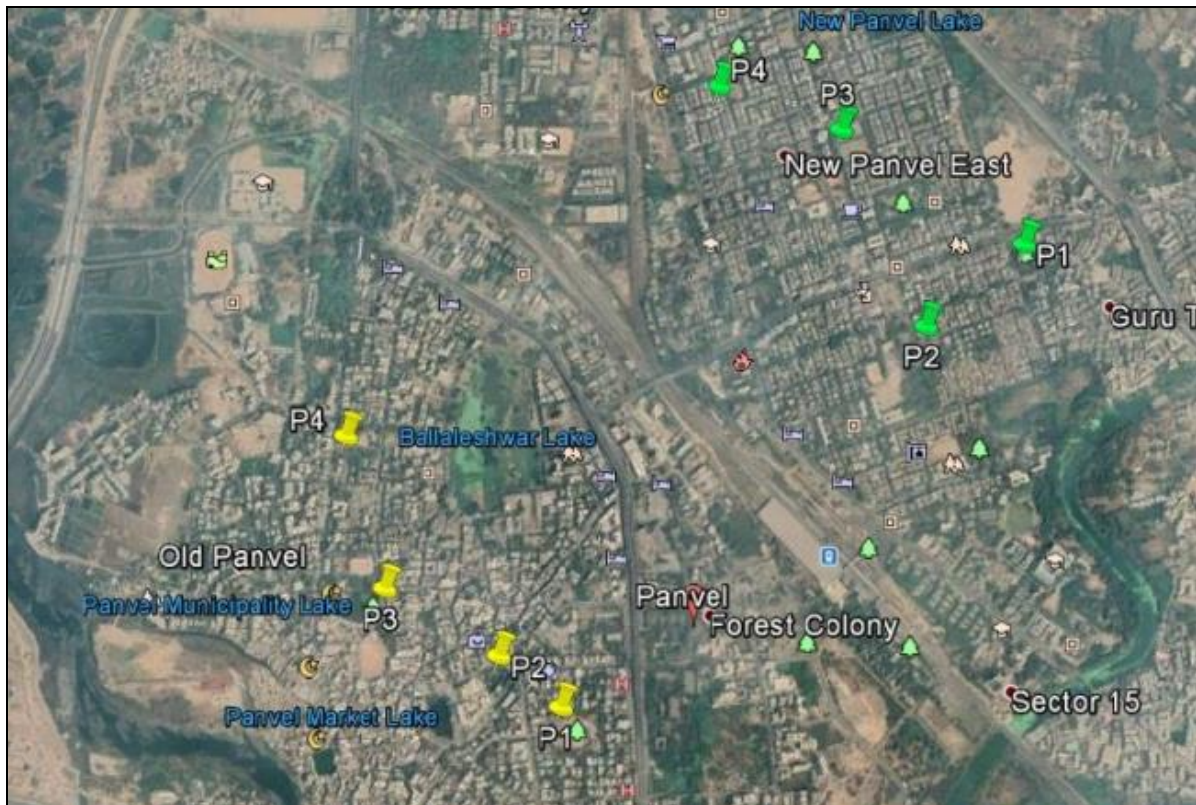 New Panvel Lake
P4
P3
New Panvel East
P1
Guru T
P2
P4
Ballaleshwar Lake
Old Panvel
Panvel Municipality Lake
P3
Panvel
Forest Colony
P2
Sector 15
Panvel Market Lake
P1